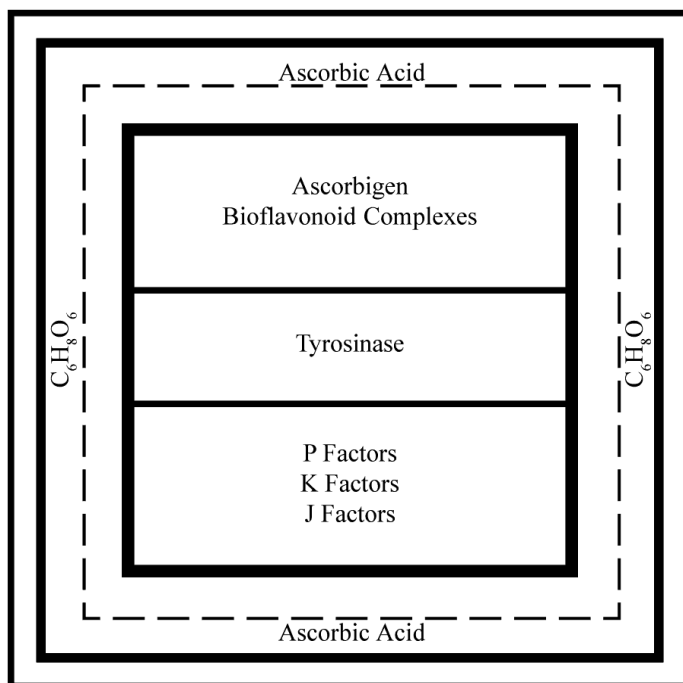 Ascorbic Acid
Ascorbigen
Bioflavonoid Complexes
C₆H₈O₆
Tyrosinase
C₆H₈O₆
P Factors
K Factors
J Factors
Ascorbic Acid